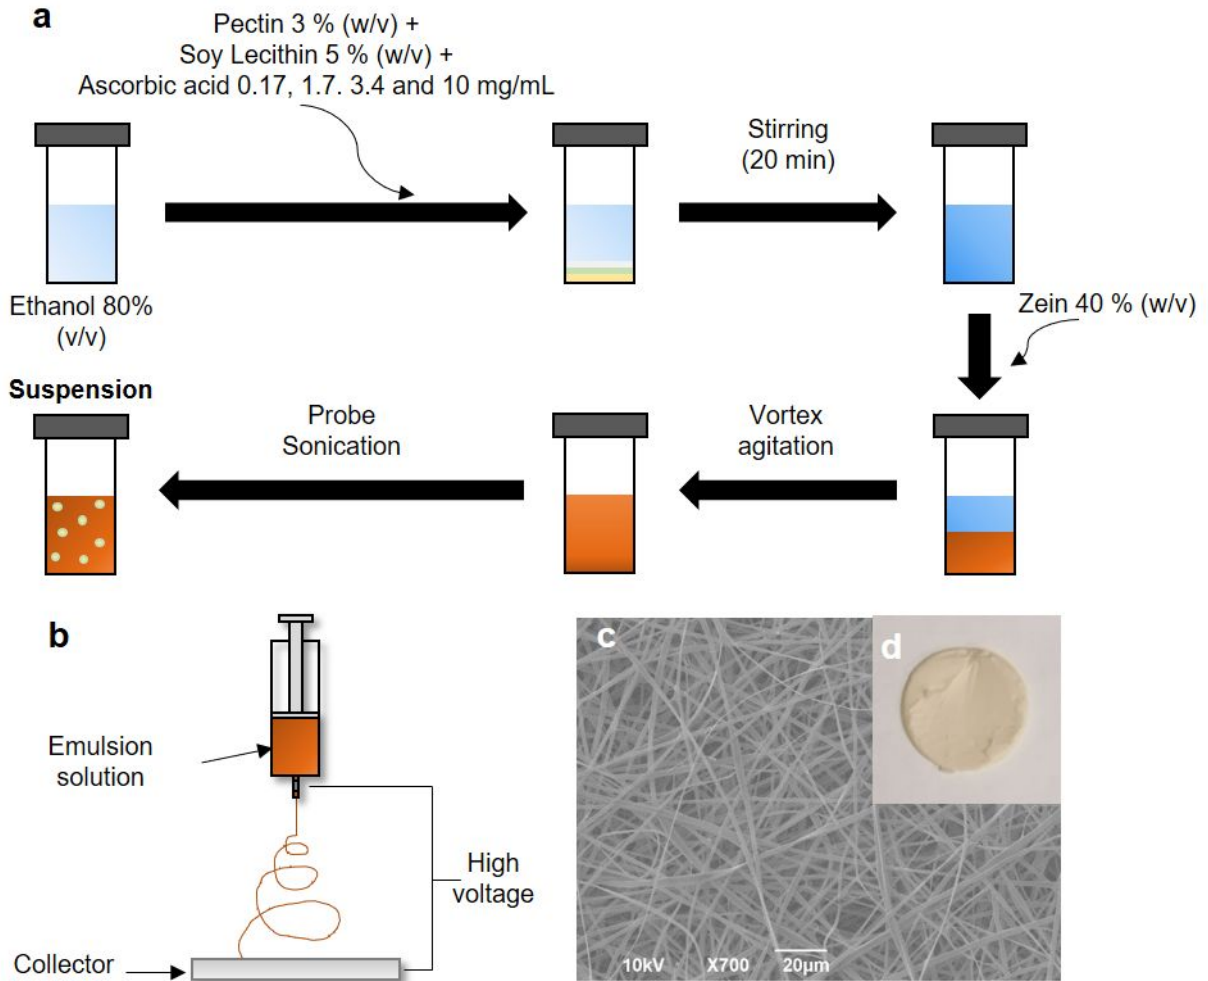 a
Pectin 3 % (w/v) +
Soy Lecithin 5 % (w/v) +
Ascorbic acid 0.17, 1.7. 3.4 and 10 mg/mL
Stirring
(20 min)
Ethanol 80%
(v/v)
Zein 40 % (w/v)
Suspension
Probe
Sonication
Vortex
agitation
b
Emulsion
solution
High
voltage
Collector
c
d
10kV X700 20µm